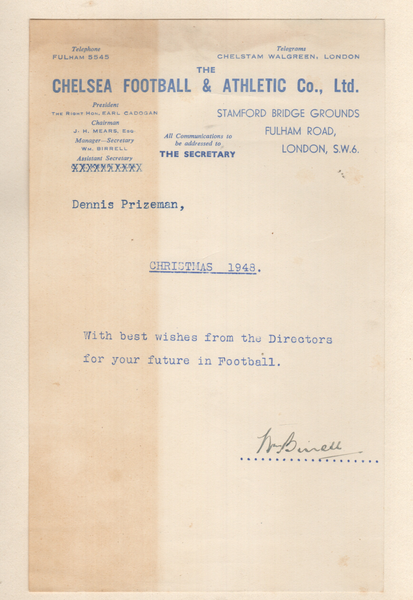 Telephone
FULHAM 5545
Telegrams
CHELSTAM WALGREEN, LONDON
THE
CHELSEA FOOTBALL & ATHLETIC Co., Ltd.
President
THE RIGHT HON. EARL CADOGAN
Chairman
J. H. MEARS, ESQ
Manager-Secretary
WM. BIRRELL
Assistant Secretary
All Communications to
be addressed to
THE SECRETARY
STAMFORD BRIDGE GROUNDS
FULHAM ROAD,
LONDON, S.W.6.
Dennis Prizeman,
CHRISTMAS 1948.
With best wishes from the Directors
for your future in Football.
Wm Birrell